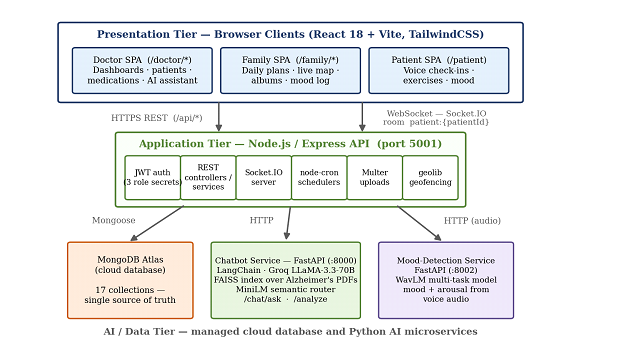 Presentation Tier — Browser Clients (React 18 + Vite, TailwindCSS)
Doctor SPA (/doctor/*)
Dashboards · patients ·
medications · AI assistant
Family SPA (/family/*)
Daily plans · live map ·
albums · mood log
Patient SPA (/patient)
Voice check-ins ·
exercises · mood
HTTPS REST (/api/*)
WebSocket — Socket.IO
room patient:{patientId}
Application Tier — Node.js / Express API (port 5001)
JWT auth
(3 role secrets)
REST
controllers /
services
Socket.IO
server
node-cron
schedulers
Multer
uploads
geolib
geofencing
Mongoose
HTTP
HTTP (audio)
MongoDB Atlas
(cloud database)
17 collections —
single source of truth
Chatbot Service — FastAPI (:8000)
LangChain · Groq LLaMA-3.3-70B
FAISS index over Alzheimer's PDFs
MiniLM semantic router
/chat/ask · /analyze
Mood-Detection Service
FastAPI (:8002)
WavLM multi-task model
mood + arousal from
voice audio
AI / Data Tier — managed cloud database and Python AI microservices